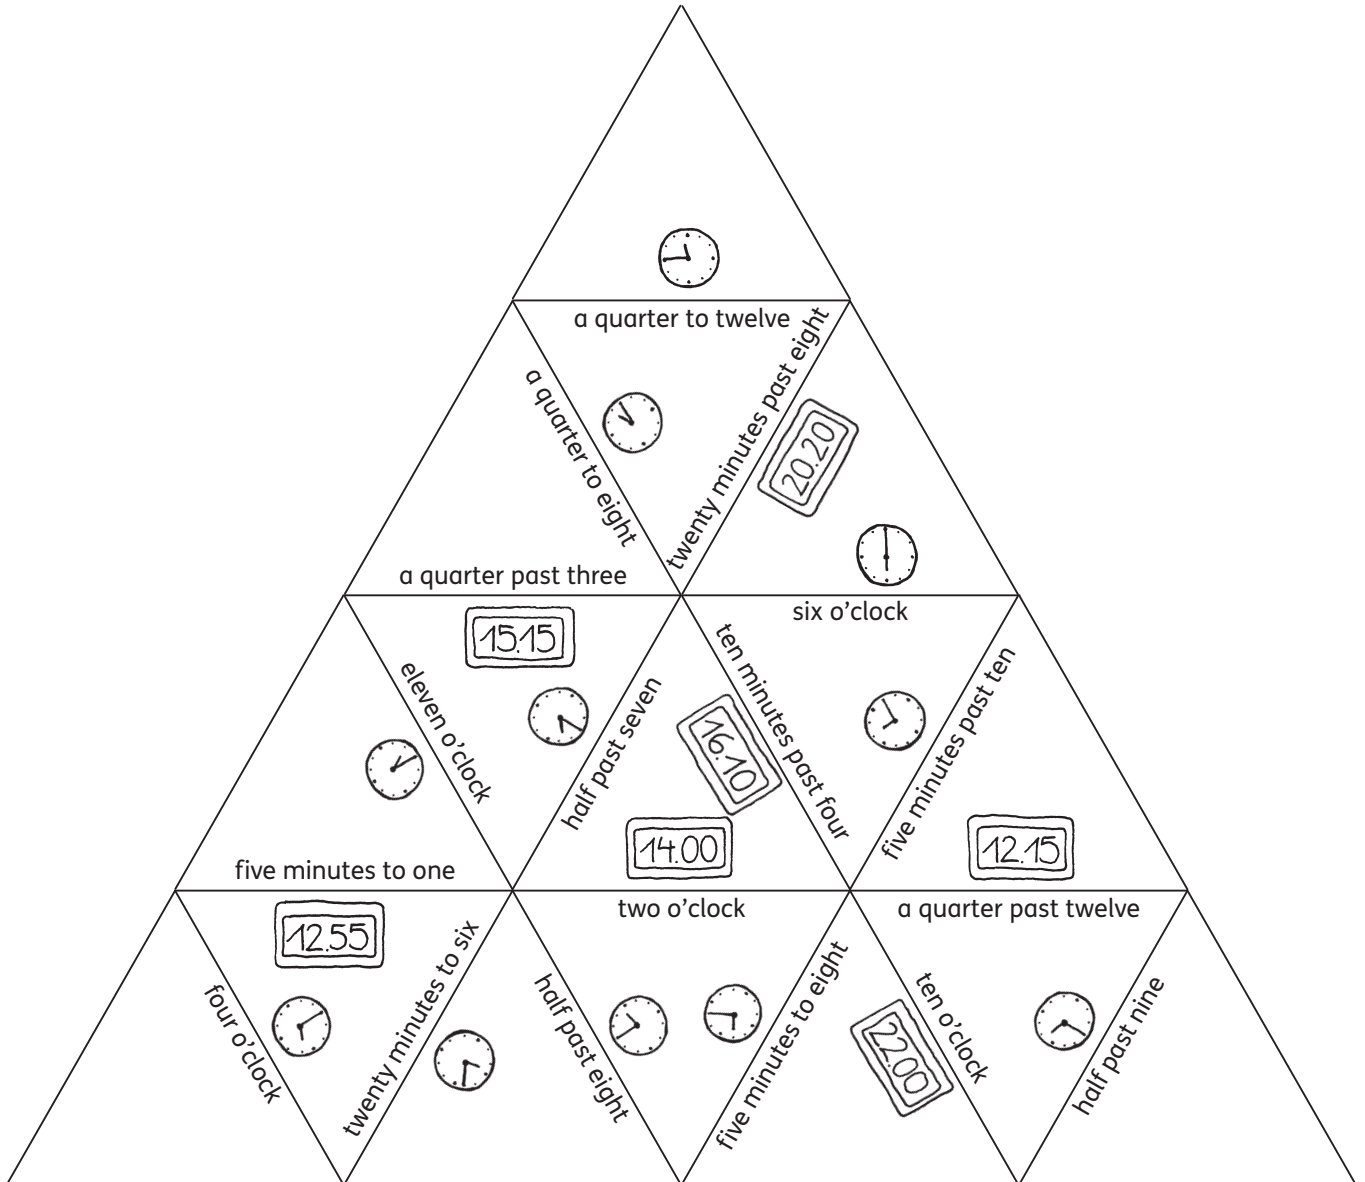 a quarter to twelve
a quarter to eight
twenty minutes past eight
20.20
a quarter past three
six o'clock
15.15
eleven o'clock
half past seven
ten minutes past four
16.10
five minutes past ten
five minutes to one
14.00
12.15
two o'clock
a quarter past twelve
12.55
four o'clock
twenty minutes to six
half past eight
five minutes to eight
22.00
ten o'clock
half past nine